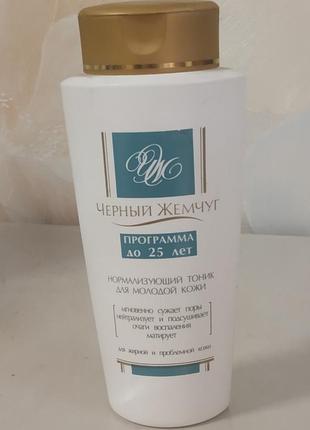 ЧЖ
ЧЕРНЫЙ ЖЕМЧУГ
ПРОГРАММА
до 25 лет
НОРМАЛИЗУЮЩИЙ ТОНИК
ДЛЯ МОЛОДОЙ КОЖИ
мгновенно сужает поры
нейтрализует и подсушивает
очаги воспаления
матирует
для жирной и проблемной кожи